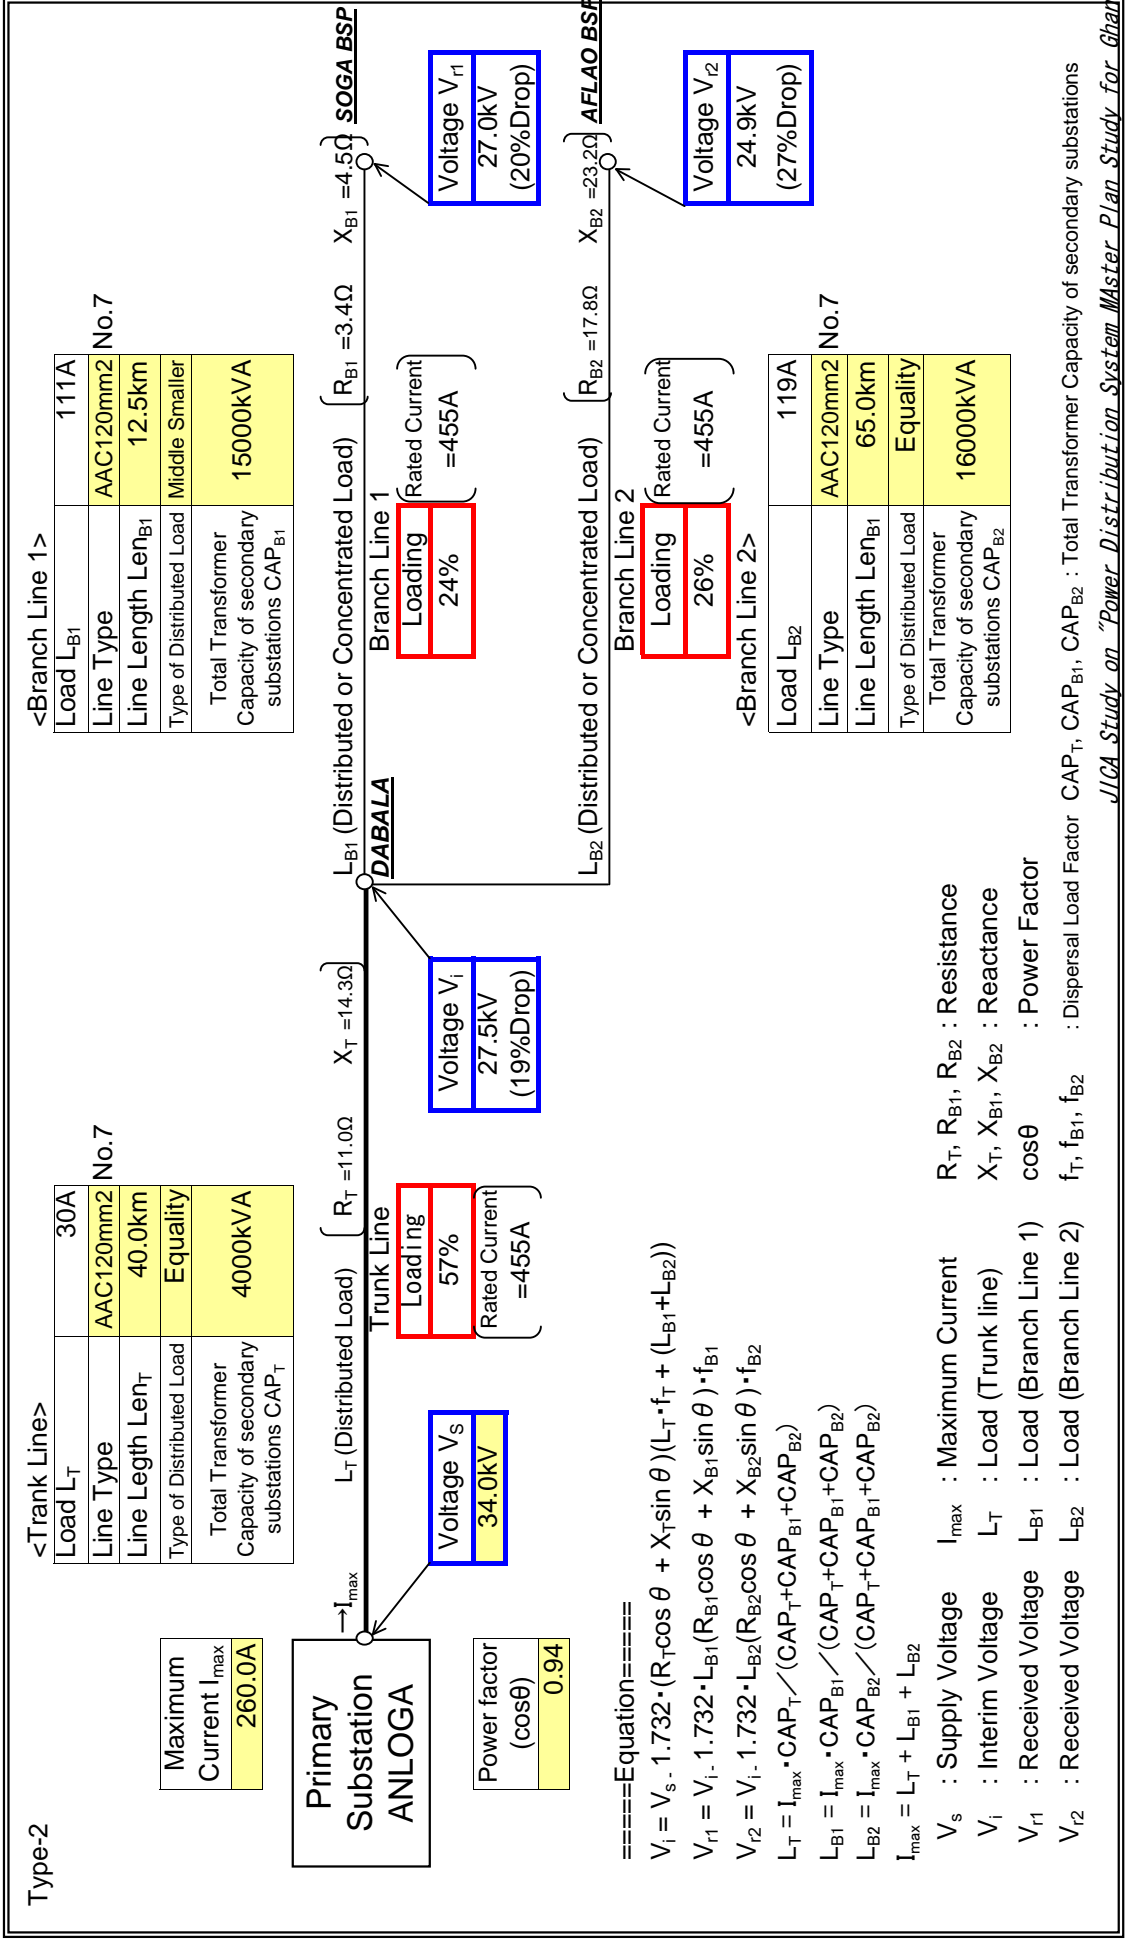 Type-2
Maximum
Current Imax
260.0A
<Trank Line>
Load LT 30A
Line Type AAC120mm2 No.7
Line Legth LenT 40.0km
Type of Distributed Load Equality
Total Transformer
Capacity of secondary
substations CAPT
4000kVA
<Branch Line 1>
Load LB1 111A
Line Type AAC120mm2 No.7
Line Length LenB1 12.5km
Type of Distributed Load Middle Smaller
Total Transformer
Capacity of secondary
substations CAPB1
15000kVA
Primary
Substation
ANLOGA
→Imax
LT (Distributed Load)
RT =11.0Ω XT =14.3Ω
Trunk Line
Loading
57%
Rated Current
=455A
LB1 (Distributed or Concentrated Load)
DABALA
RB1 =3.4Ω XB1 =4.5Ω
SOGA BSP
Branch Line 1
Loading
24%
Rated Current
=455A
Voltage VS
34.0kV
Voltage Vi
27.5kV
(19%Drop)
Voltage Vr1
27.0kV
(20%Drop)
Power factor
(cosθ)
0.94
LB2 (Distributed or Concentrated Load)
RB2 =17.8Ω XB2 =23.2Ω
AFLAO BSP
Branch Line 2
Loading
26%
Rated Current
=455A
Voltage Vr2
24.9kV
(27%Drop)
<Branch Line 2>
Load LB2 119A
Line Type AAC120mm2 No.7
Line Length LenB1 65.0km
Type of Distributed Load Equality
Total Transformer
Capacity of secondary
substations CAPB2
16000kVA
=====Equation=====
Vi = Vs - 1.732・(RTcosθ + XTsinθ)(LT・fT + (LB1+LB2))
Vr1 = Vi - 1.732・LB1(RB1cosθ + XB1sinθ)・fB1
Vr2 = Vi - 1.732・LB2(RB2cosθ + XB2sinθ)・fB2
LT = Imax・CAPT／(CAPT+CAPB1+CAPB2)
LB1 = Imax・CAPB1／(CAPT+CAPB1+CAPB2)
LB2 = Imax・CAPB2／(CAPT+CAPB1+CAPB2)
Imax = LT + LB1 + LB2
Vs : Supply Voltage Imax : Maximum Current RT, RB1, RB2 : Resistance
Vi : Interim Voltage LT : Load (Trunk line) XT, XB1, XB2 : Reactance
Vr1 : Received Voltage LB1 : Load (Branch Line 1) cosθ : Power Factor
Vr2 : Received Voltage LB2 : Load (Branch Line 2) fT, fB1, fB2 : Dispersal Load Factor CAPT, CAPB1, CAPB2 : Total Transformer Capacity of secondary substations
JICA Study on "Power Distribution System MAster Plan Study for Ghan